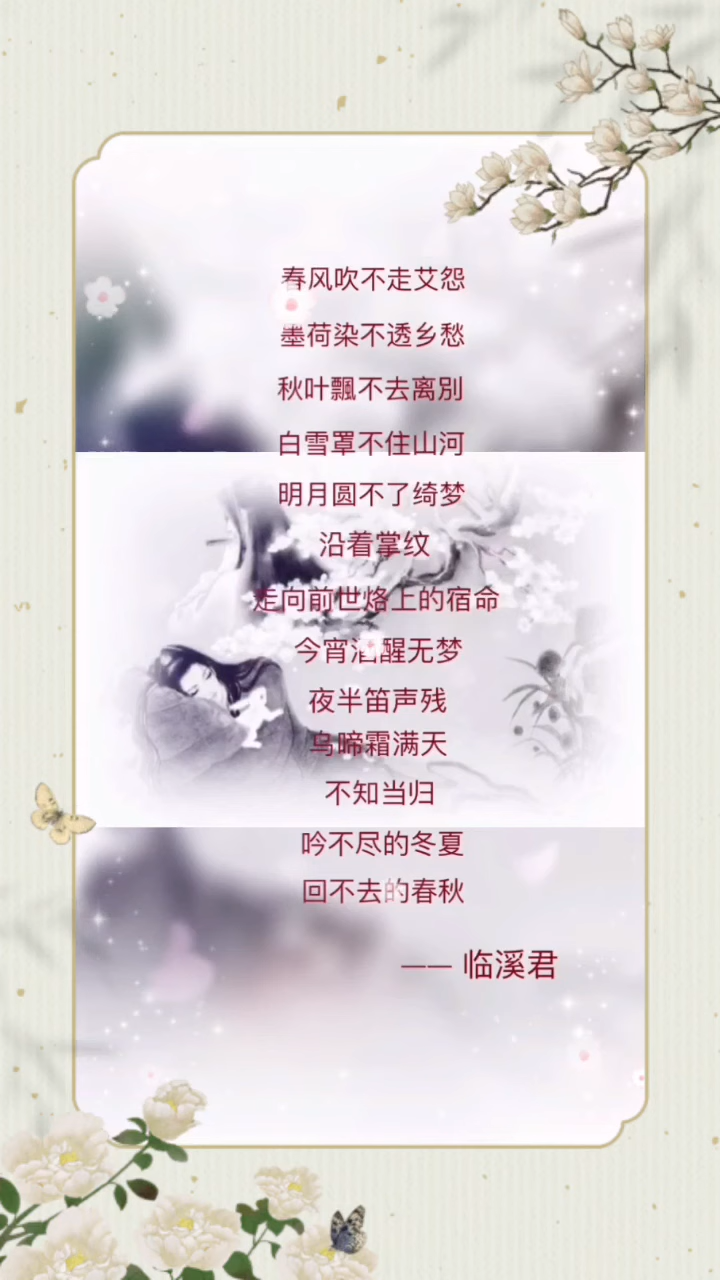 春风吹不走艾怨
墨荷染不透乡愁
秋叶飘不去离别
白雪罩不住山河
明月圆不了绮梦
沿着掌纹
走向前世烙上的宿命
今宵酒醒无梦
夜半笛声残
乌啼霜满天
不知当归
吟不尽的冬夏
回不去的春秋
—— 临溪君